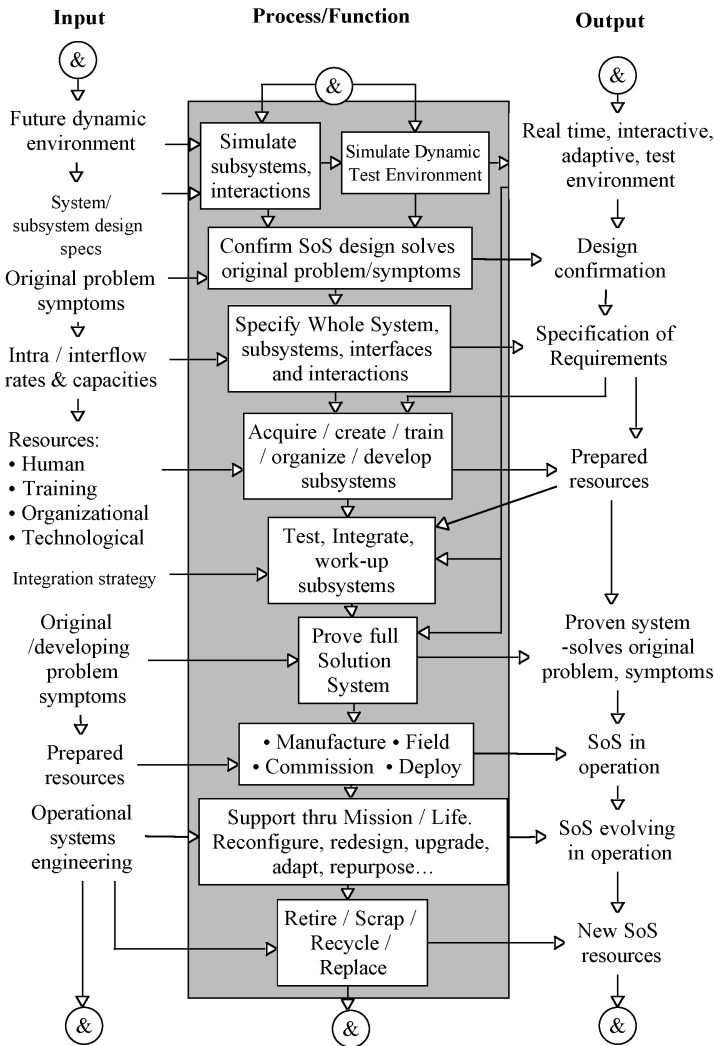 Input
Process/Function
Output
&
&
&
Future dynamic
environment
Simulate
subsystems,
interactions
Simulate Dynamic
Test Environment
Real time, interactive,
adaptive, test
environment
System/
subsystem design
specs
Confirm SoS design solves
original problem/symptoms
Design
confirmation
Original problem
symptoms
Specify Whole System,
subsystems, interfaces
and interactions
Specification of
Requirements
Intra / interflow
rates & capacities
Acquire / create / train
/ organize / develop
subsystems
Prepared
resources
Resources:
• Human
• Training
• Organizational
• Technological
Test, Integrate,
work-up
subsystems
Integration strategy
Original
/developing
problem
symptoms
Prove full
Solution
System
Proven system
-solves original
problem, symptoms
Prepared
resources
• Manufacture • Field
• Commission • Deploy
SoS in
operation
Operational
systems
engineering
Support thru Mission / Life.
Reconfigure, redesign, upgrade,
adapt, repurpose…
SoS evolving
in operation
Retire / Scrap /
Recycle /
Replace
New SoS
resources
&
&
&